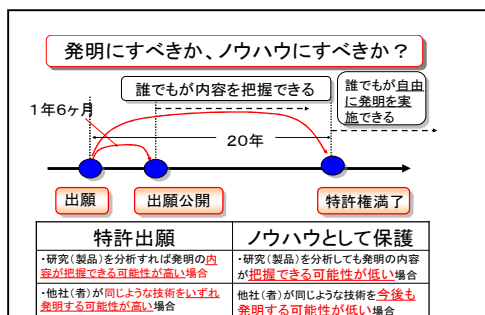 発明にすべきか、ノウハウにすべきか？
誰でもが内容を把握できる
誰でもが自由
に発明を実
施できる
1年6ヶ月
20年
出願
出願公開
特許権満了
特許出願
ノウハウとして保護
・研究(製品)を分析すれば発明の内
容が把握できる可能性が高い場合
・研究(製品)を分析しても発明の内容
が把握できる可能性が低い場合
・他社(者)が同じような技術をいずれ
発明する可能性が高い場合
他社(者)が同じような技術を今後も
発明する可能性が低い場合